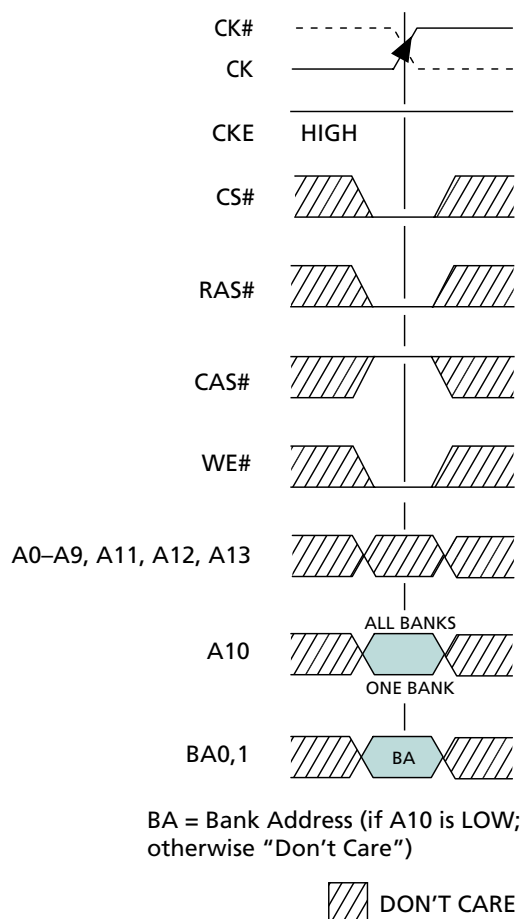 CK#
CK
CKE HIGH
CS#
RAS#
CAS#
WE#
A0–A9, A11, A12, A13
ALL BANKS
A10
ONE BANK
BA0,1 BA
BA = Bank Address (if A10 is LOW;
otherwise “Don’t Care”)
DON’T CARE